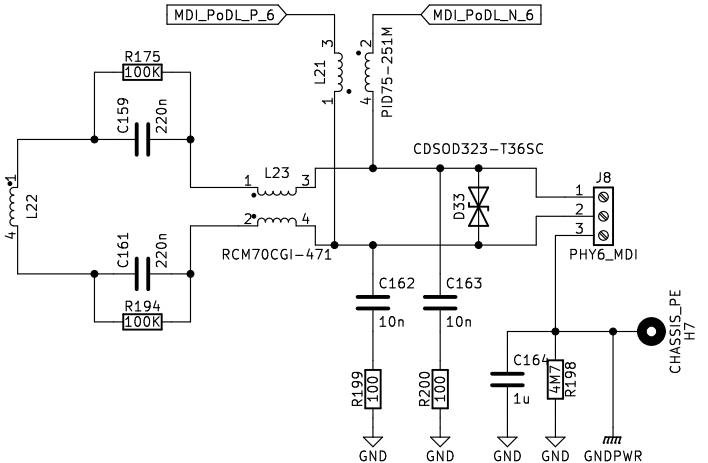 MDI_PoDL_P_6
MDI_PoDL_N_6
3
2
L21
PID75-251M
1
4
R175
100K
C159
220n
1
L22
4
L23
1
3
2
4
RCM70CGI-471
C161
220n
R194
100K
CDSOD323-T36SC
D33
J8
1
2
3
PHY6_MDI
C162
10n
C163
10n
R199
100
R200
100
C164
1u
4M7
R198
CHASSIS_PE
H7
GND
GND
GND
GND
GNDPWR